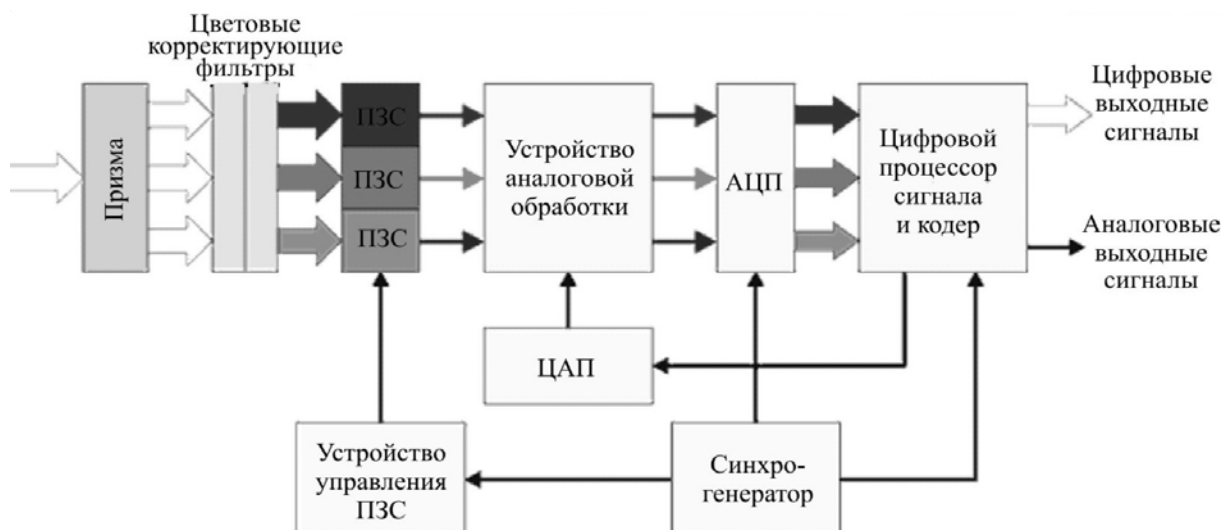 Цветовые
корректирующие
фильтры
Призма
ПЗС
ПЗС
ПЗС
Устройство
аналоговой
обработки
АЦП
Цифровой
процессор
сигнала
и кодер
Цифровые
выходные
сигналы
Аналоговые
выходные
сигналы
ЦАП
Устройство
управления
ПЗС
Синхро-
генератор